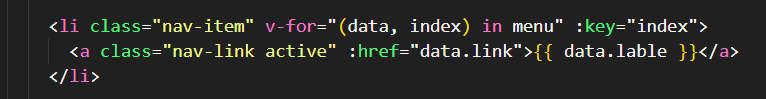 <li class="nav-item" v-for="(data, index) in menu" :key="index">
<a class="nav-link active" :href="data.link">{{ data.lable }}</a>
</li>